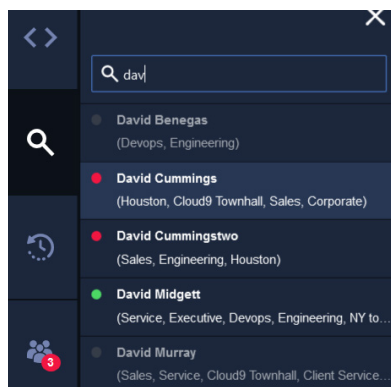 dav
David Benegas
(Devops, Engineering)
David Cummings
(Houston, Cloud9 Townhall, Sales, Corporate)
David Cummingstwo
(Sales, Engineering, Houston)
David Midgett
(Service, Executive, Devops, Engineering, NY to...
David Murray
(Sales, Service, Cloud9 Townhall, Client Service...
3